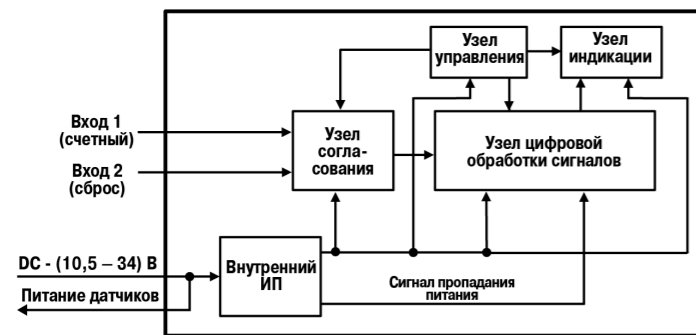 Узел
управления
Узел
индикации
Вход 1
(счетный)
Вход 2
(сброс)
Узел
согла-
сования
Узел цифровой
обработки сигналов
DC - (10,5 – 34) В
Питание датчиков
Внутренний
ИП
Сигнал пропадания
питания